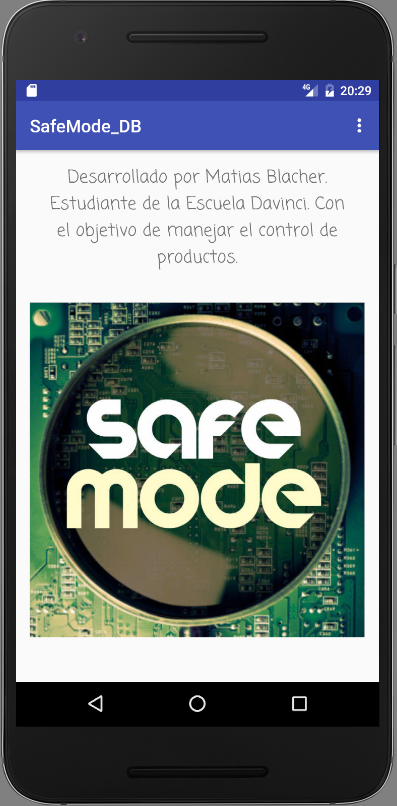 4G 20:29
SafeMode_DB
Desarrollado por Matias Blacher.
Estudiante de la Escuela Davinci. Con
el objetivo de manejar el control de
productos.
safe
mode